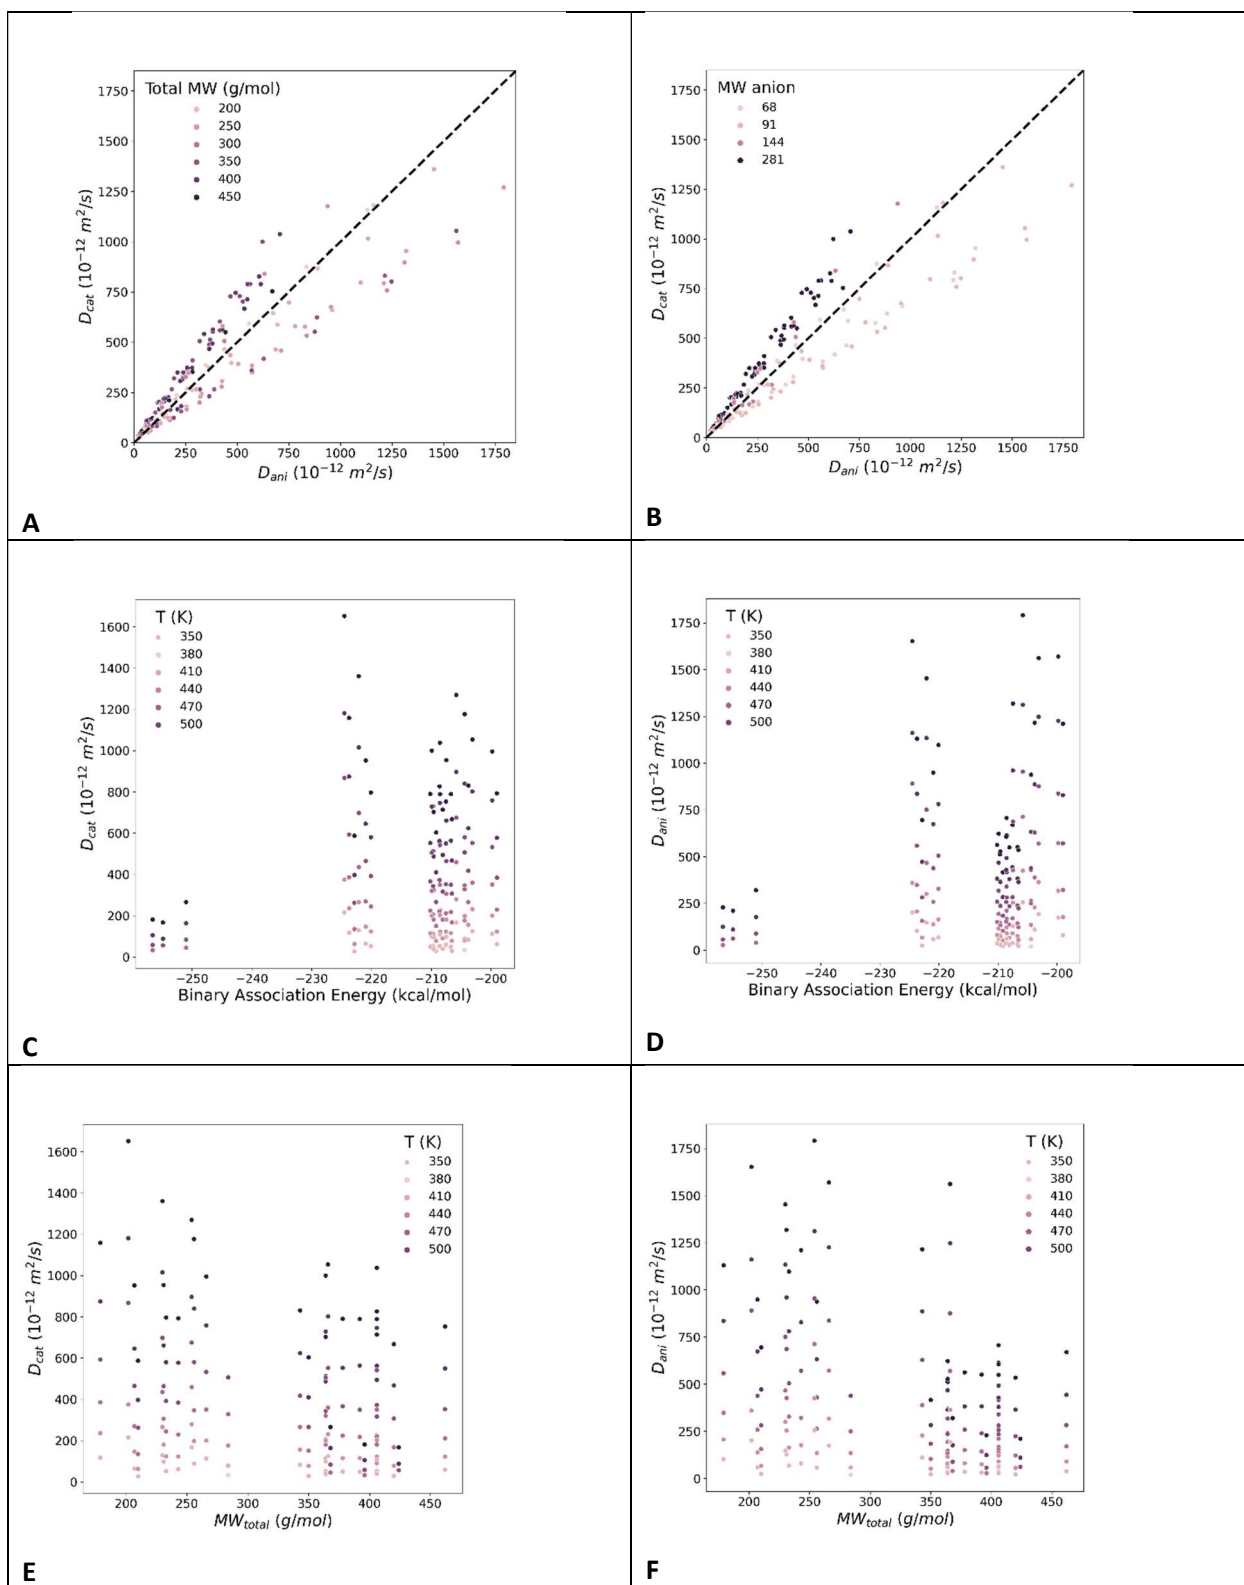 Total MW (g/mol)
200
250
300
350
400
450
1750
1500
1250
1000
750
500
250
0
D_cat (10^−12 m^2/s)
0 250 500 750 1000 1250 1500 1750
D_ani (10^−12 m^2/s)
A
MW anion
68
91
144
281
1750
1500
1250
1000
750
500
250
0
D_cat (10^−12 m^2/s)
0 250 500 750 1000 1250 1500 1750
D_ani (10^−12 m^2/s)
B
T (K)
350
380
410
440
470
500
1600
1400
1200
1000
800
600
400
200
0
D_cat (10^−12 m^2/s)
−250 −240 −230 −220 −210 −200
Binary Association Energy (kcal/mol)
C
T (K)
350
380
410
440
470
500
1750
1500
1250
1000
750
500
250
0
D_ani (10^−12 m^2/s)
−250 −240 −230 −220 −210 −200
Binary Association Energy (kcal/mol)
D
T (K)
350
380
410
440
470
500
1600
1400
1200
1000
800
600
400
200
0
D_cat (10^−12 m^2/s)
200 250 300 350 400 450
MW_total (g/mol)
E
T (K)
350
380
410
440
470
500
1750
1500
1250
1000
750
500
250
0
D_ani (10^−12 m^2/s)
200 250 300 350 400 450
MW_total (g/mol)
F